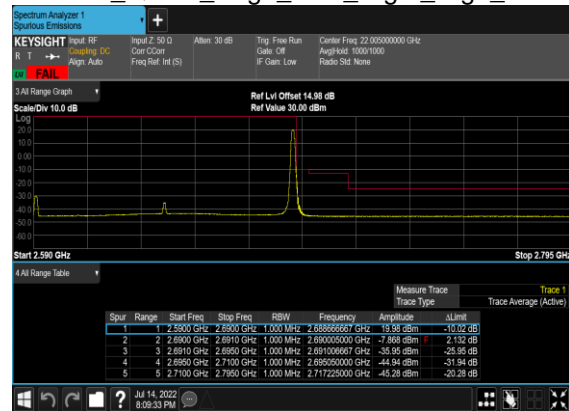 Spectrum Analyzer 1
Spurious Emissions
+
KEYSIGHT Input: RF Input Z: 50 Ω Atten: 30 dB Trig: Free Run Center Freq: 22.005000000 GHz
R T Coupling: DC Corr CCorr Gate: Off Avg|Hold: 1000/1000
Align: Auto Freq Ref: Int (S) IF Gain: Low Radio Std: None
FAIL
3 All Range Graph
Ref Lvl Offset 14.98 dB
Scale/Div 10.0 dB Ref Value 30.00 dBm
Log
20.0
10.0
0.00
-10.0
-20.0
-30.0
-40.0
-50.0
-60.0
Start 2.590 GHz Stop 2.795 GHz
4 All Range Table
Measure Trace Trace 1
Trace Type Trace Average (Active)
Spur Range Start Freq Stop Freq RBW Frequency Amplitude ΔLimit
1 1 2.5900 GHz 2.6900 GHz 1.000 MHz 2.688666667 GHz 19.98 dBm -10.02 dB
2 2 2.6900 GHz 2.6910 GHz 1.000 MHz 2.690005000 GHz -7.868 dBm F 2.132 dB
3 3 2.6910 GHz 2.6950 GHz 1.000 MHz 2.691006667 GHz -35.95 dBm -25.95 dB
4 4 2.6950 GHz 2.7100 GHz 1.000 MHz 2.695050000 GHz -44.94 dBm -31.94 dB
5 5 2.7100 GHz 2.7950 GHz 1.000 MHz 2.717225000 GHz -45.28 dBm -20.28 dB
? Jul 14, 2022
8:09:33 PM